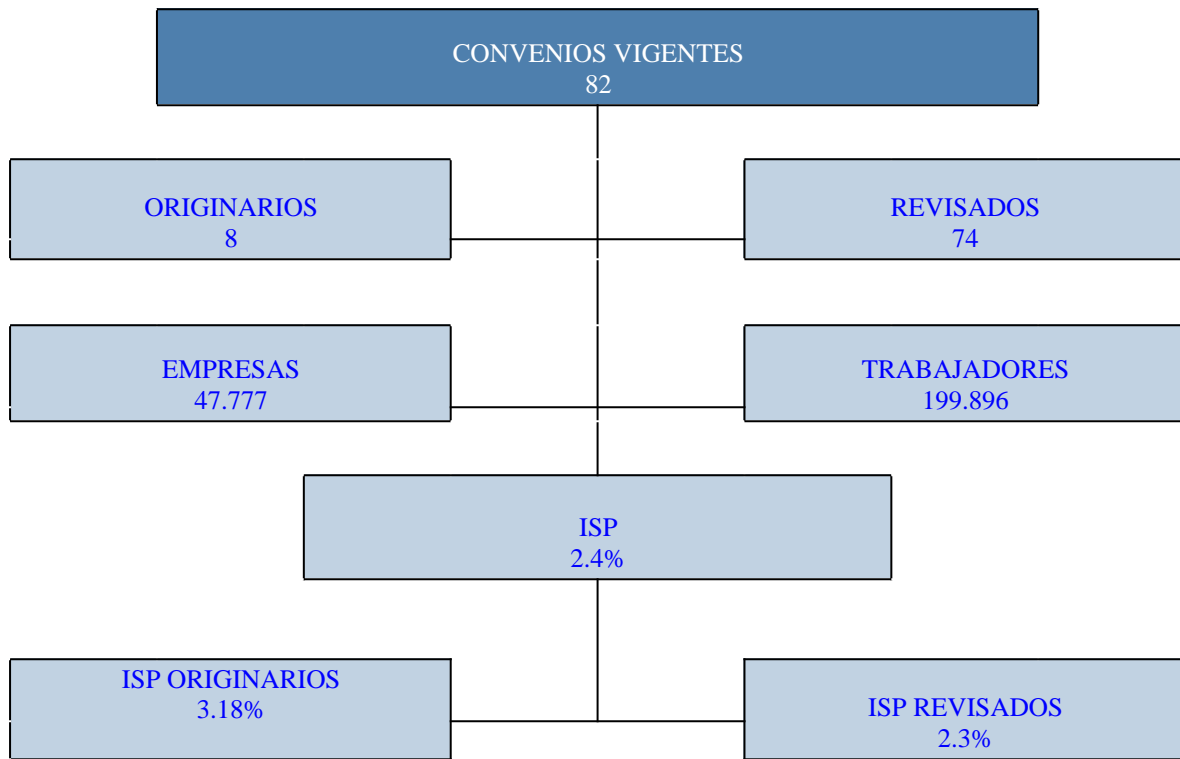 CONVENIOS VIGENTES
82
ORIGINARIOS
8
REVISADOS
74
EMPRESAS
47.777
TRABAJADORES
199.896
ISP
2.4%
ISP ORIGINARIOS
3.18%
ISP REVISADOS
2.3%